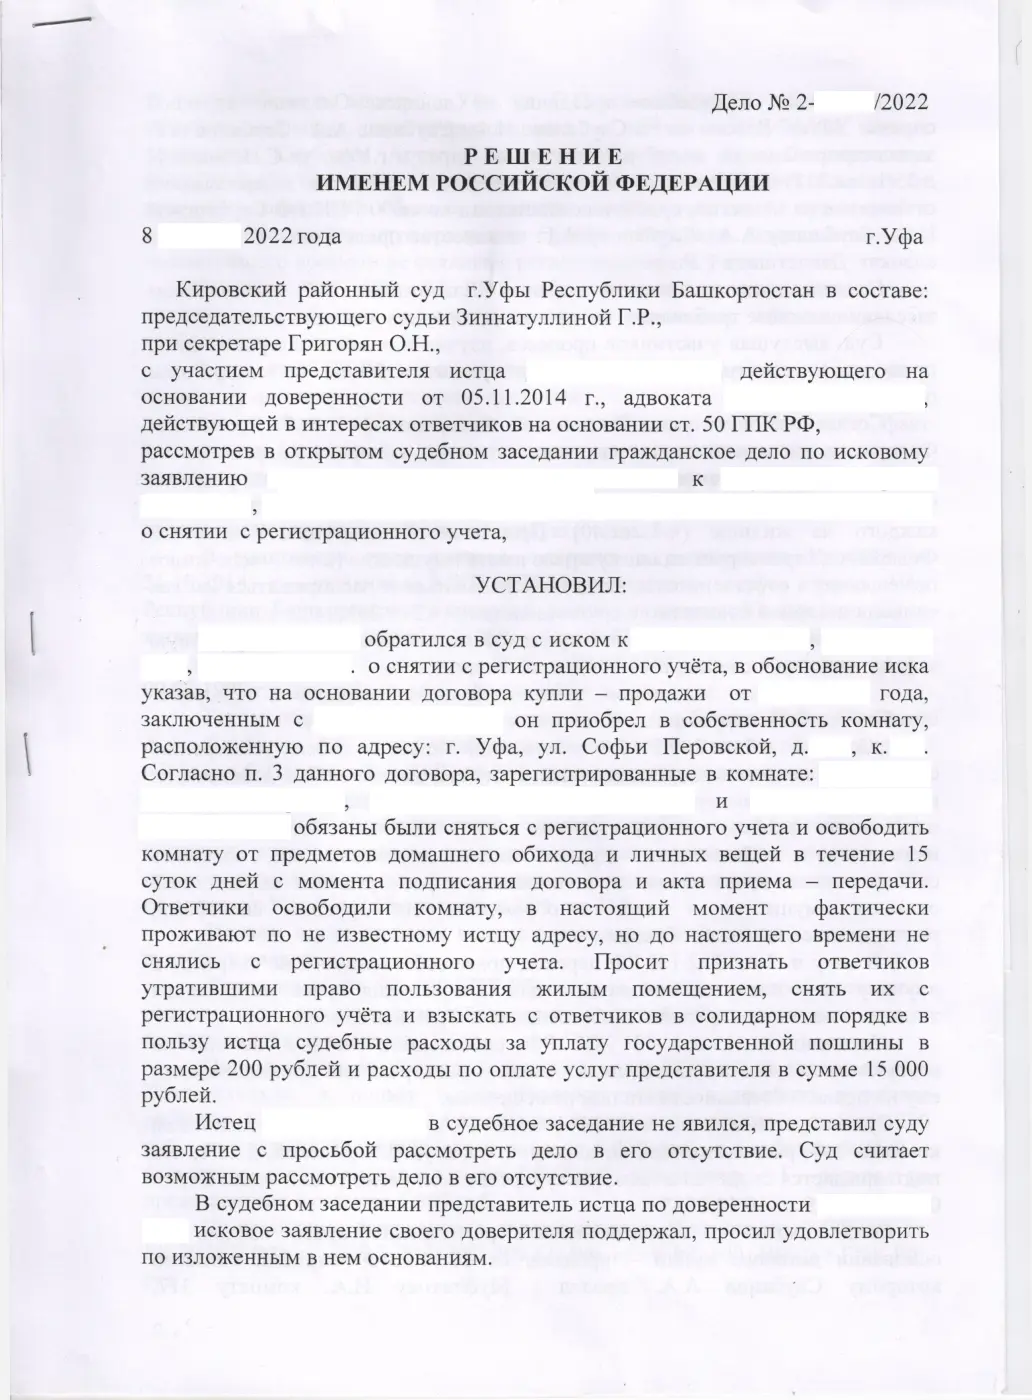 Дело № 2- /2022
Р Е Ш Е Н И Е
ИМЕНЕМ РОССИЙСКОЙ ФЕДЕРАЦИИ
8 2022 года г.Уфа
Кировский районный суд г.Уфы Республики Башкортостан в составе:
председательствующего судьи Зиннатуллиной Г.Р.,
при секретаре Григорян О.Н.,
с участием представителя истца действующего на
основании доверенности от 05.11.2014 г., адвоката ,
действующей в интересах ответчиков на основании ст. 50 ГПК РФ,
рассмотрев в открытом судебном заседании гражданское дело по исковому
заявлению к
,
о снятии с регистрационного учета,
УСТАНОВИЛ:
обратился в суд с иском к ,
, . о снятии с регистрационного учёта, в обоснование иска
указав, что на основании договора купли – продажи от года,
заключенным с он приобрел в собственность комнату,
расположенную по адресу: г. Уфа, ул. Софьи Перовской, д. , к. .
Согласно п. 3 данного договора, зарегистрированные в комнате:
, и
обязаны были сняться с регистрационного учета и освободить
комнату от предметов домашнего обихода и личных вещей в течение 15
суток дней с момента подписания договора и акта приема – передачи.
Ответчики освободили комнату, в настоящий момент фактически
проживают по не известному истцу адресу, но до настоящего времени не
снялись с регистрационного учета. Просит признать ответчиков
утратившими право пользования жилым помещением, снять их с
регистрационного учёта и взыскать с ответчиков в солидарном порядке в
пользу истца судебные расходы за уплату государственной пошлины в
размере 200 рублей и расходы по оплате услуг представителя в сумме 15 000
рублей.
Истец в судебное заседание не явился, представил суду
заявление с просьбой рассмотреть дело в его отсутствие. Суд считает
возможным рассмотреть дело в его отсутствие.
В судебном заседании представитель истца по доверенности
исковое заявление своего доверителя поддержал, просил удовлетворить
по изложенным в нем основаниям.